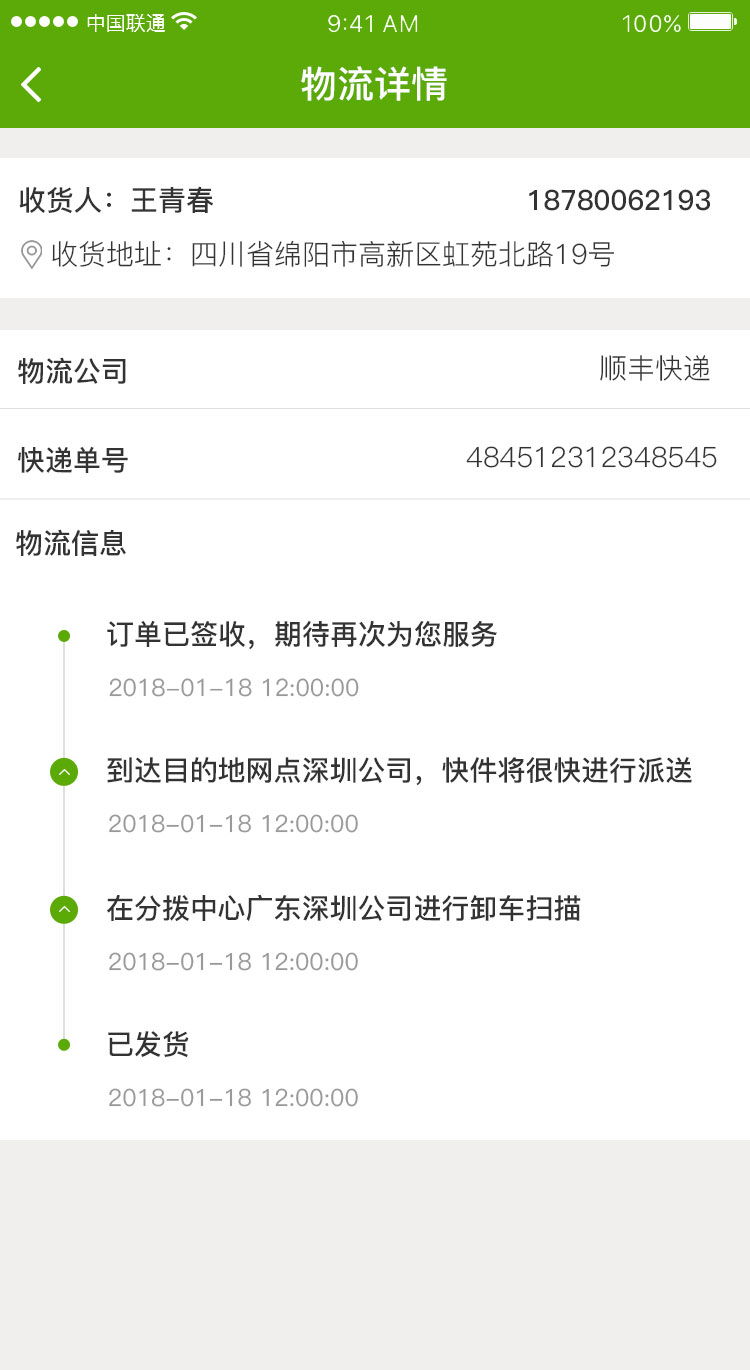 中国联通 9:41 AM 100%
物流详情
收货人：王青春 18780062193
收货地址：四川省绵阳市高新区虹苑北路19号
物流公司 顺丰快递
快递单号 484512312348545
物流信息
订单已签收，期待再次为您服务
2018-01-18 12:00:00
到达目的地网点深圳公司，快件将很快进行派送
2018-01-18 12:00:00
在分拨中心广东深圳公司进行卸车扫描
2018-01-18 12:00:00
已发货
2018-01-18 12:00:00